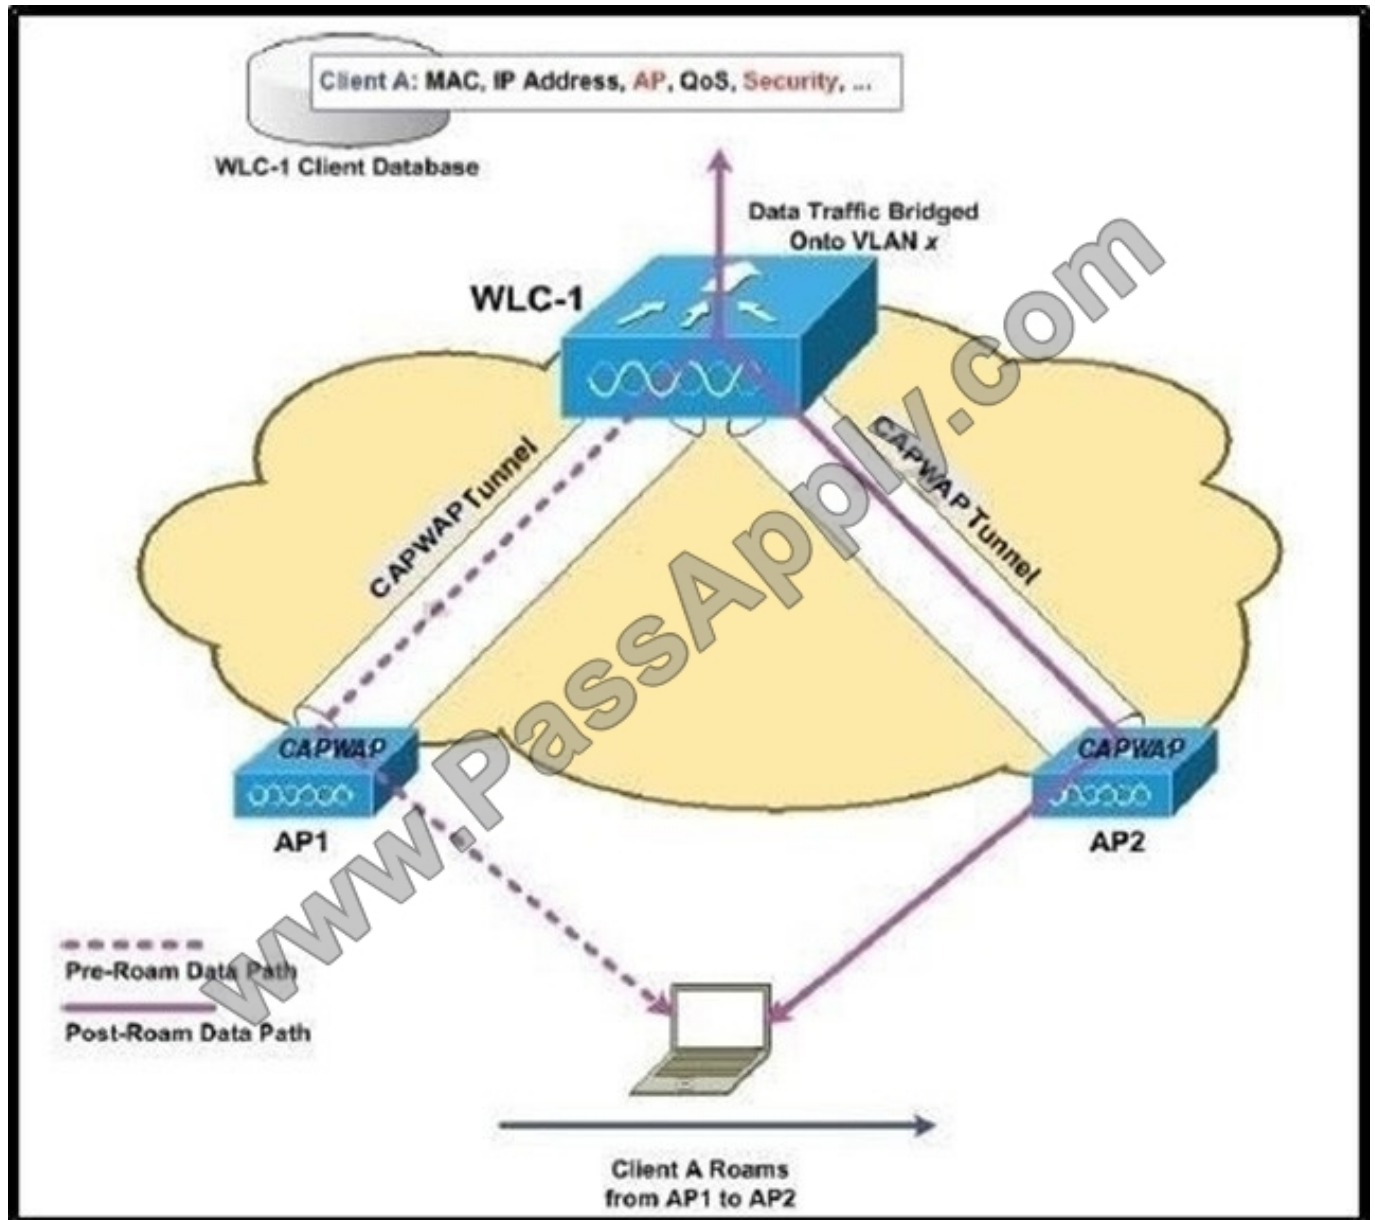 Client A: MAC, IP Address, AP, QoS, Security, ...
WLC-1 Client Database
Data Traffic Bridged
Onto VLAN x
WLC-1
CAPWAP Tunnel
CAPWAP Tunnel
CAPWAP
AP1
CAPWAP
AP2
www.PassApply.com
Pre-Roam Data Path
Post-Roam Data Path
Client A Roams
from AP1 to AP2